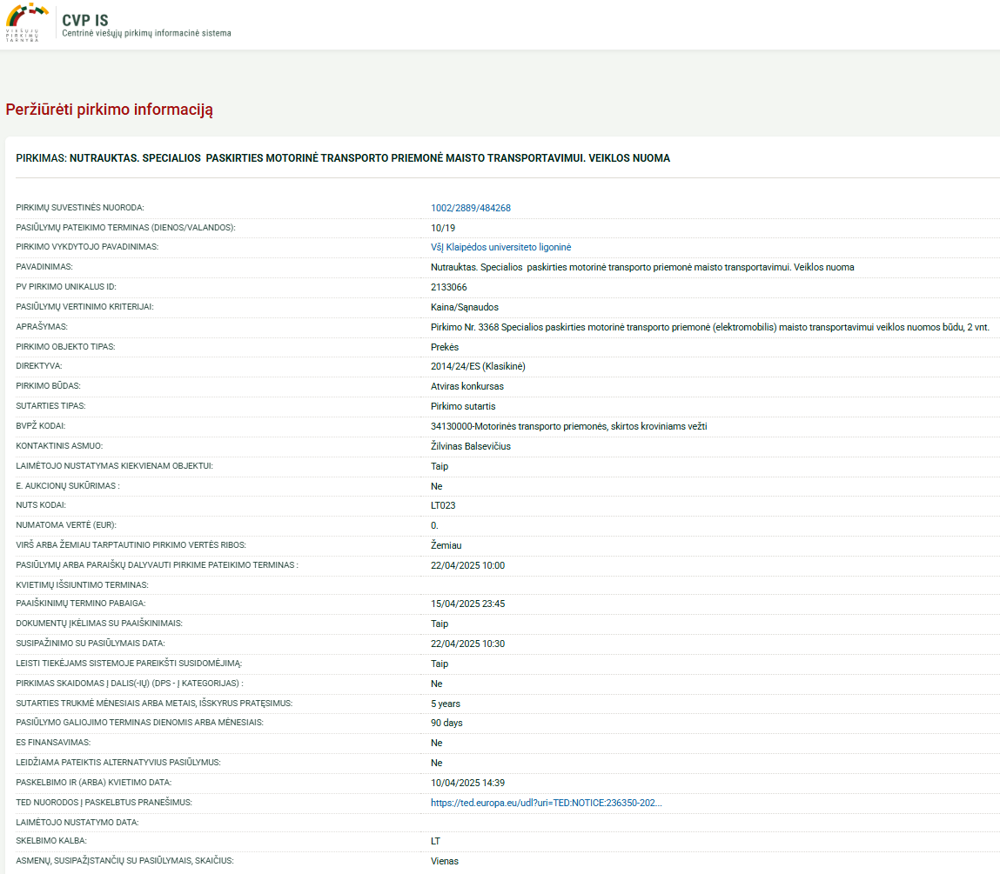 VIEŠŲJŲ
PIRKIMŲ
TARNYBA
CVP IS
Centrinė viešųjų pirkimų informacinė sistema
Peržiūrėti pirkimo informaciją
PIRKIMAS: NUTRAUKTAS. SPECIALIOS  PASKIRTIES MOTORINĖ TRANSPORTO PRIEMONĖ MAISTO TRANSPORTAVIMUI. VEIKLOS NUOMA
PIRKIMŲ SUVESTINĖS NUORODA: 1002/2889/484268
PASIŪLYMŲ PATEIKIMO TERMINAS (DIENOS/VALANDOS): 10/19
PIRKIMO VYKDYTOJO PAVADINIMAS: VšĮ Klaipėdos universiteto ligoninė
PAVADINIMAS: Nutrauktas. Specialios  paskirties motorinė transporto priemonė maisto transportavimui. Veiklos nuoma
PV PIRKIMO UNIKALUS ID: 2133066
PASIŪLYMŲ VERTINIMO KRITERIJAI: Kaina/Sąnaudos
APRAŠYMAS: Pirkimo Nr. 3368 Specialios paskirties motorinė transporto priemonė (elektromobilis) maisto transportavimui veiklos nuomos būdu, 2 vnt.
PIRKIMO OBJEKTO TIPAS: Prekės
DIREKTYVA: 2014/24/ES (Klasikinė)
PIRKIMO BŪDAS: Atviras konkursas
SUTARTIES TIPAS: Pirkimo sutartis
BVPŽ KODAI: 34130000-Motorinės transporto priemonės, skirtos kroviniams vežti
KONTAKTINIS ASMUO: Žilvinas Balsevičius
LAIMĖTOJO NUSTATYMAS KIEKVIENAM OBJEKTUI: Taip
E. AUKCIONŲ SUKŪRIMAS : Ne
NUTS KODAI: LT023
NUMATOMA VERTĖ (EUR): 0.
VIRŠ ARBA ŽEMIAU TARPTAUTINIO PIRKIMO VERTĖS RIBOS: Žemiau
PASIŪLYMŲ ARBA PARAIŠKŲ DALYVAUTI PIRKIME PATEIKIMO TERMINAS : 22/04/2025 10:00
KVIETIMŲ IŠSIUNTIMO TERMINAS:
PAAIŠKINIMŲ TERMINO PABAIGA: 15/04/2025 23:45
DOKUMENTŲ ĮKĖLIMAS SU PAAIŠKINIMAIS: Taip
SUSIPAŽINIMO SU PASIŪLYMAIS DATA: 22/04/2025 10:30
LEISTI TIEKĖJAMS SISTEMOJE PAREIKŠTI SUSIDOMĖJIMĄ: Taip
PIRKIMAS SKAIDOMAS Į DALIS(-IŲ) (DPS - Į KATEGORIJAS) : Ne
SUTARTIES TRUKMĖ MĖNESIAIS ARBA METAIS, IŠSKYRUS PRATĘSIMUS: 5 years
PASIŪLYMO GALIOJIMO TERMINAS DIENOMIS ARBA MĖNESIAIS: 90 days
ES FINANSAVIMAS: Ne
LEIDŽIAMA PATEIKTIS ALTERNATYVIUS PASIŪLYMUS: Ne
PASKELBIMO IR (ARBA) KVIETIMO DATA: 10/04/2025 14:39
TED NUORODOS Į PASKELBTUS PRANEŠIMUS: https://ted.europa.eu/udl?uri=TED:NOTICE:236350-202...
LAIMĖTOJO NUSTATYMO DATA:
SKELBIMO KALBA: LT
ASMENŲ, SUSIPAŽĮSTANČIŲ SU PASIŪLYMAIS, SKAIČIUS: Vienas